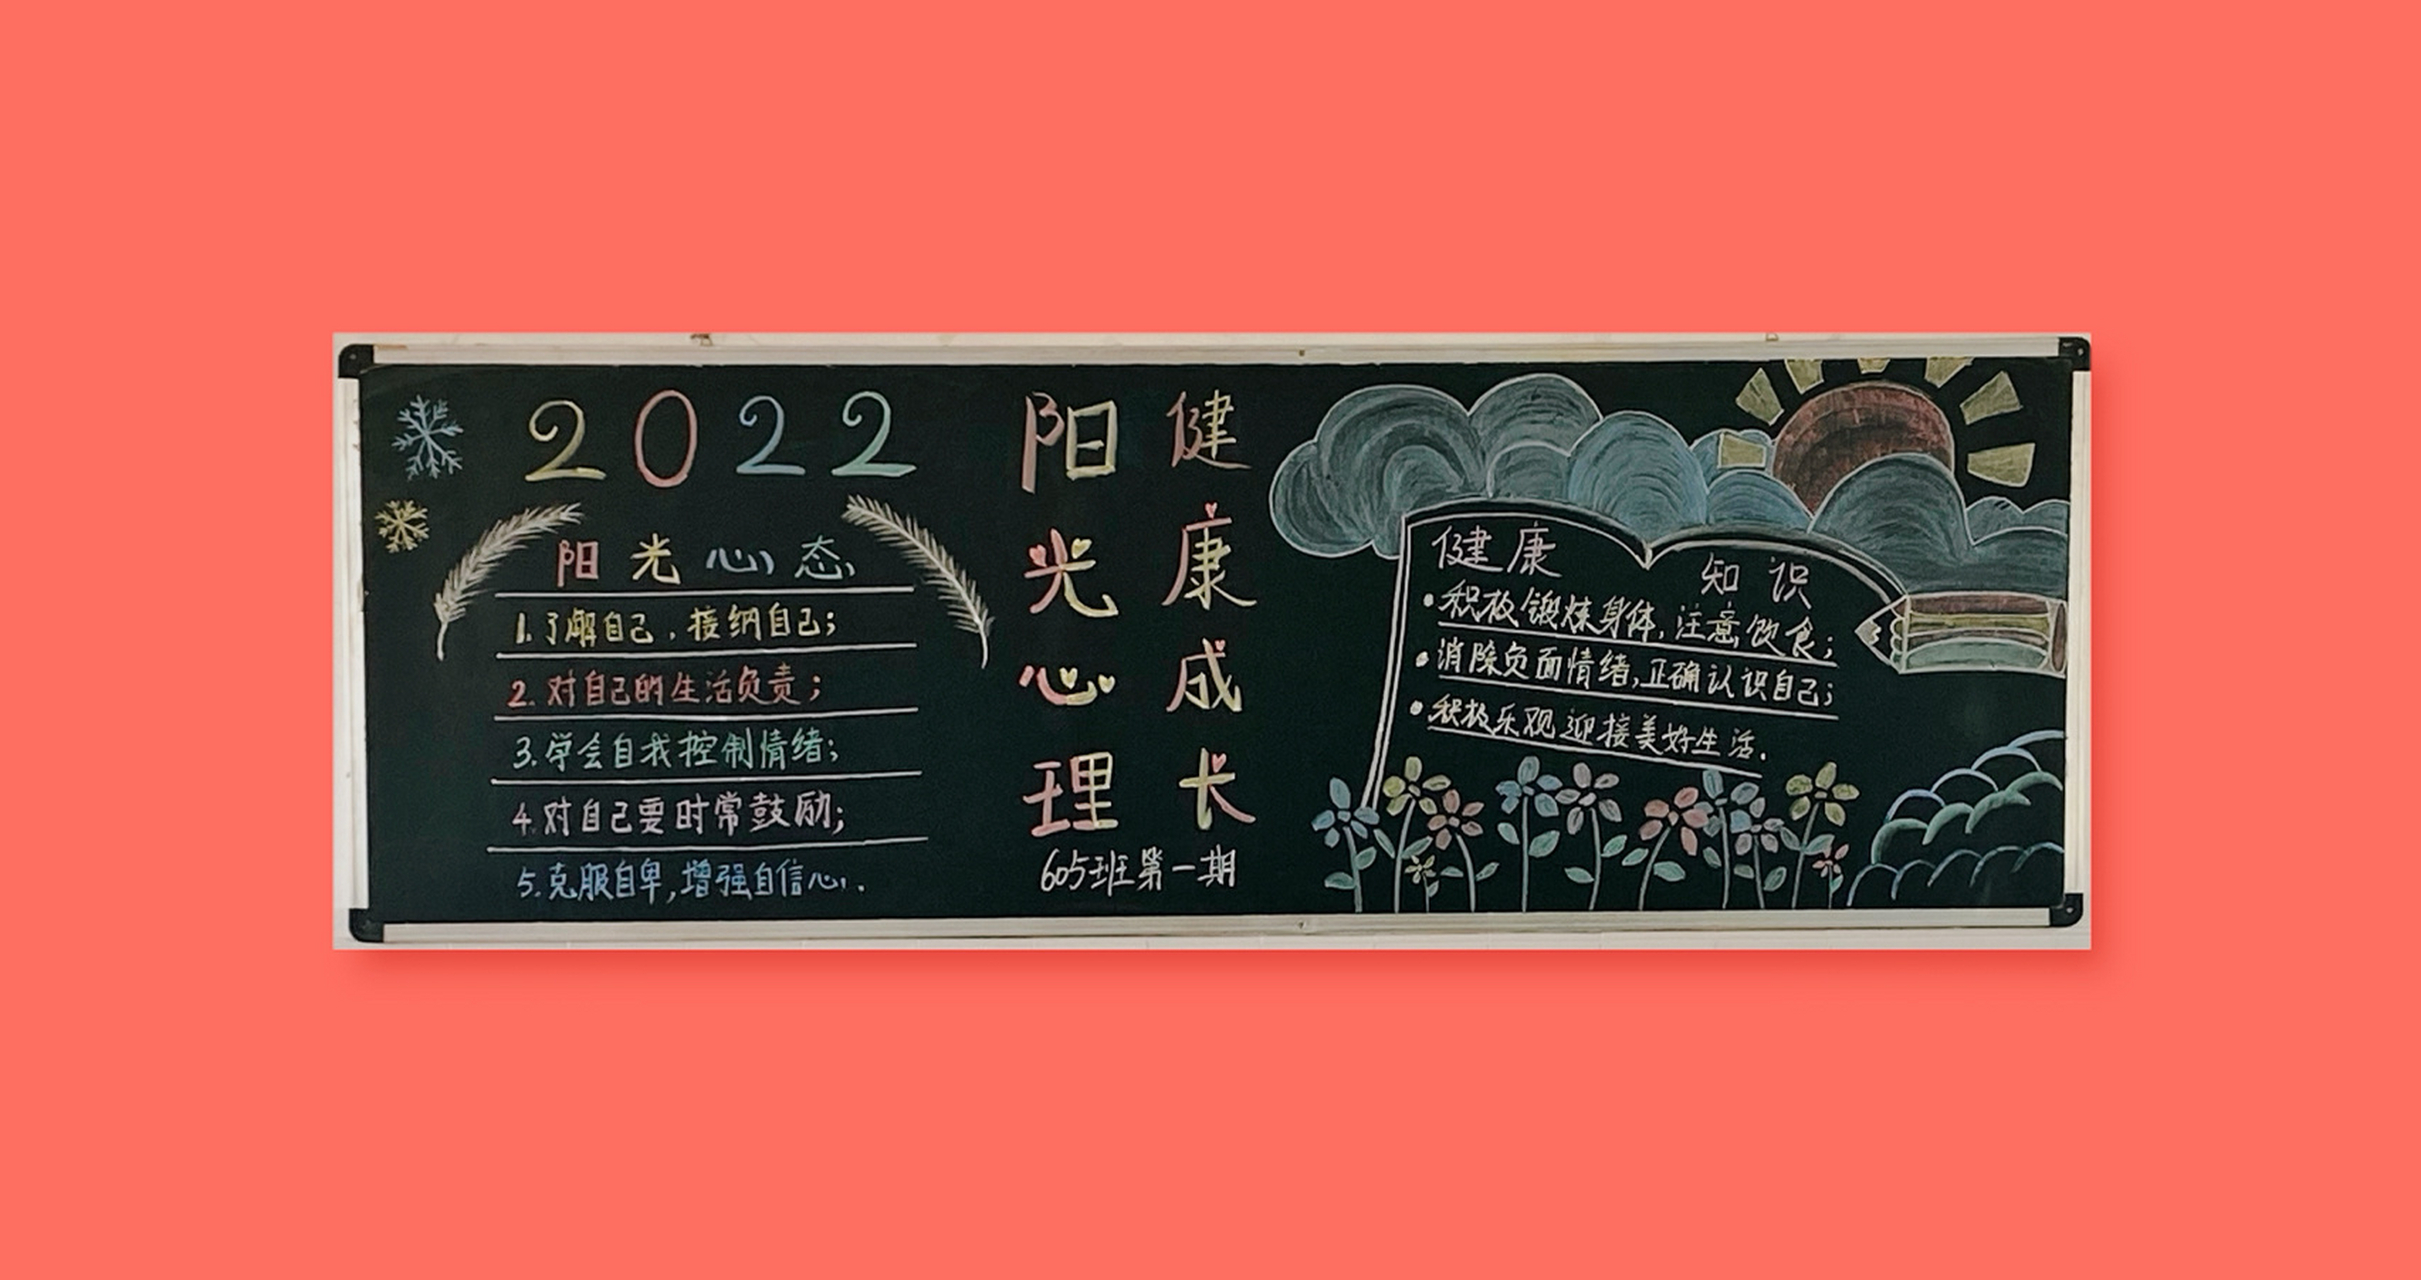 2022
阳光心态
1.了解自己,接纳自己;
2.对自己的生活负责;
3.学会自我控制情绪;
4.对自己要时常鼓励;
5.克服自卑,增强自信心.
阳光心理
健康成长
605班第一期
健康 知识
•积极锻炼身体,注意饮食;
•消除负面情绪,正确认识自己;
•积极乐观迎接美好生活.